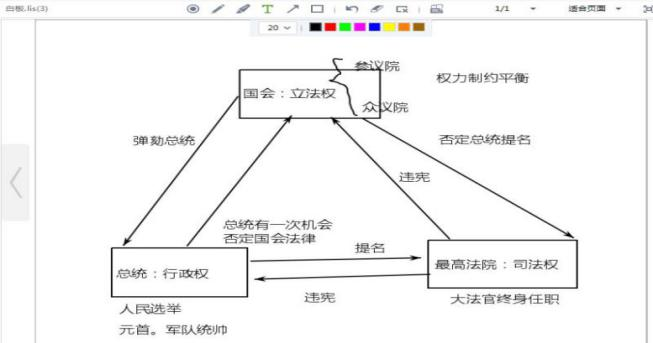 白板.lis(3)
T
1/1
适合页面
20
参议院
国会：立法权
众议院
权力制约平衡
弹劾总统
否定总统提名
违宪
总统有一次机会
否定国会法律
提名
总统：行政权
最高法院：司法权
违宪
人民选举
大法官终身任职
元首。军队统帅